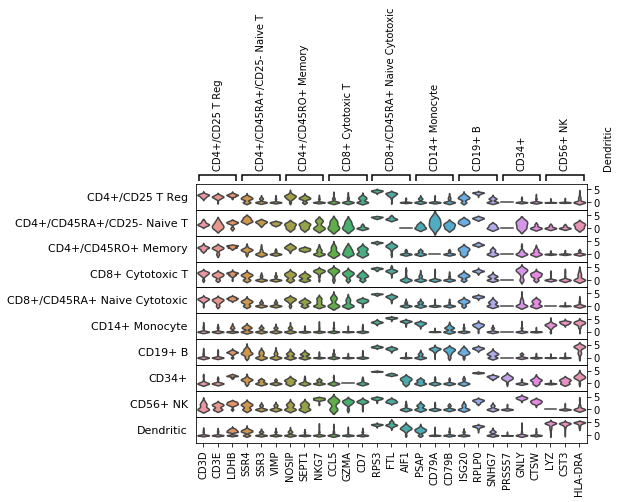 CD4+/CD25 T Reg
CD4+/CD45RA+/CD25- Naive T
CD4+/CD45RO+ Memory
CD8+ Cytotoxic T
CD8+/CD45RA+ Naive Cytotoxic
CD14+ Monocyte
CD19+ B
CD34+
CD56+ NK
Dendritic
CD4+/CD25 T Reg 5 0
CD4+/CD45RA+/CD25- Naive T 5 0
CD4+/CD45RO+ Memory 5 0
CD8+ Cytotoxic T 5 0
CD8+/CD45RA+ Naive Cytotoxic 5 0
CD14+ Monocyte 5 0
CD19+ B 5 0
CD34+ 5 0
CD56+ NK 5 0
Dendritic 5 0
CD3D
CD3E
LDHB
SSR4
SSR3
VIMP
NOSIP
SEPT1
NKG7
CCL5
GZMA
CD7
RPS3
FTL
AIF1
PSAP
CD79A
CD79B
ISG20
RPLP0
SNHG7
PRSS57
GNLY
CTSW
LYZ
CST3
HLA-DRA